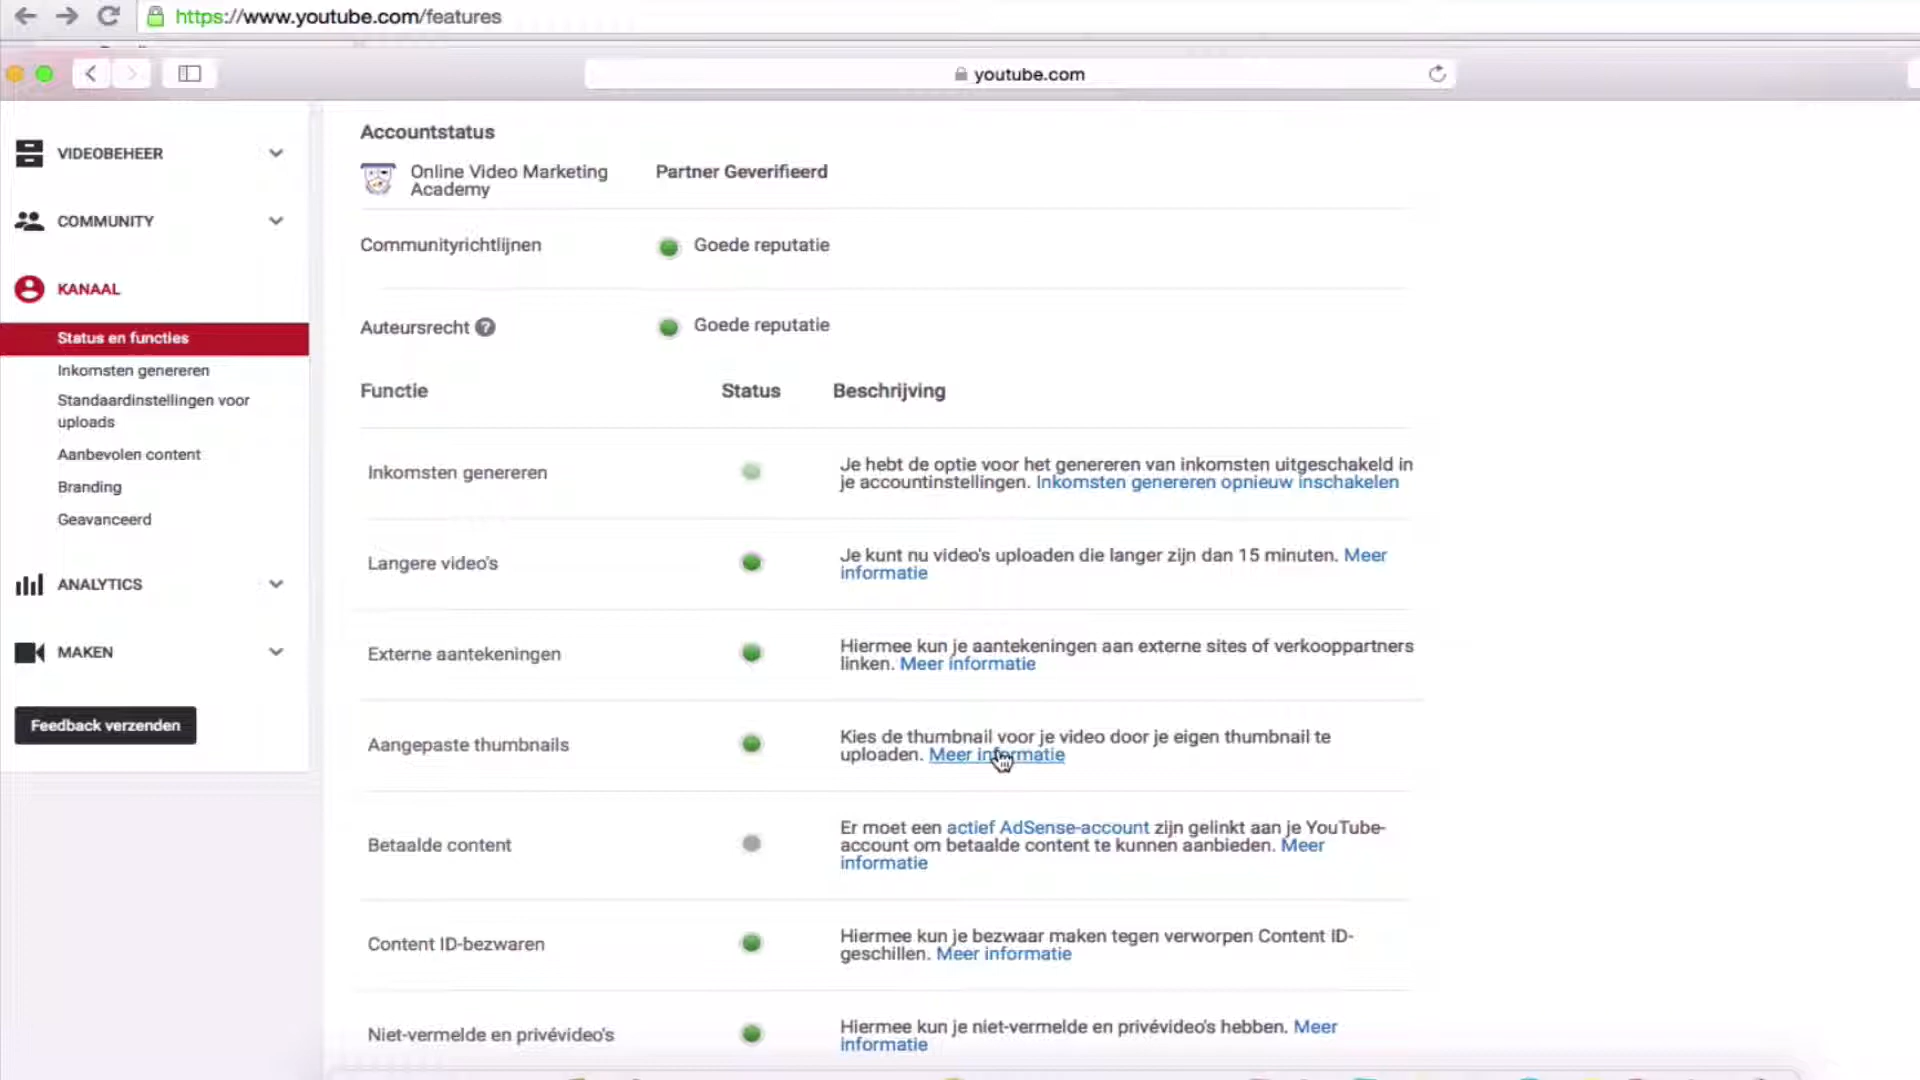 https://www.youtube.com/features
youtube.com
VIDEOBEHEER
COMMUNITY
KANAAL
Status en functies
Inkomsten genereren
Standaardinstellingen voor
uploads
Aanbevolen content
Branding
Geavanceerd
ANALYTICS
MAKEN
Feedback verzenden
Accountstatus
Online Video Marketing
Academy
Partner Geverifieerd
Communityrichtlijnen
Goede reputatie
Auteursrecht ?
Goede reputatie
Functie Status Beschrijving
Inkomsten genereren
Je hebt de optie voor het genereren van inkomsten uitgeschakeld in
je accountinstellingen. Inkomsten genereren opnieuw inschakelen
Langere video's
Je kunt nu video's uploaden die langer zijn dan 15 minuten. Meer
informatie
Externe aantekeningen
Hiermee kun je aantekeningen aan externe sites of verkooppartners
linken. Meer informatie
Aangepaste thumbnails
Kies de thumbnail voor je video door je eigen thumbnail te
uploaden. Meer informatie
Betaalde content
Er moet een actief AdSense-account zijn gelinkt aan je YouTube-
account om betaalde content te kunnen aanbieden. Meer
informatie
Content ID-bezwaren
Hiermee kun je bezwaar maken tegen verworpen Content ID-
geschillen. Meer informatie
Niet-vermelde en privévideo's
Hiermee kun je niet-vermelde en privévideo's hebben. Meer
informatie